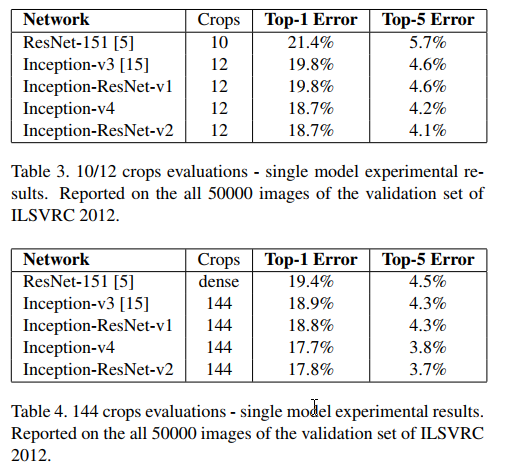 Network Crops Top-1 Error Top-5 Error
ResNet-151 [5] 10 21.4% 5.7%
Inception-v3 [15] 12 19.8% 4.6%
Inception-ResNet-v1 12 19.8% 4.6%
Inception-v4 12 18.7% 4.2%
Inception-ResNet-v2 12 18.7% 4.1%
Table 3. 10/12 crops evaluations - single model experimental re-
sults. Reported on the all 50000 images of the validation set of
ILSVRC 2012.
Network Crops Top-1 Error Top-5 Error
ResNet-151 [5] dense 19.4% 4.5%
Inception-v3 [15] 144 18.9% 4.3%
Inception-ResNet-v1 144 18.8% 4.3%
Inception-v4 144 17.7% 3.8%
Inception-ResNet-v2 144 17.8% 3.7%
Table 4. 144 crops evaluations - single model experimental results.
Reported on the all 50000 images of the validation set of ILSVRC
2012.